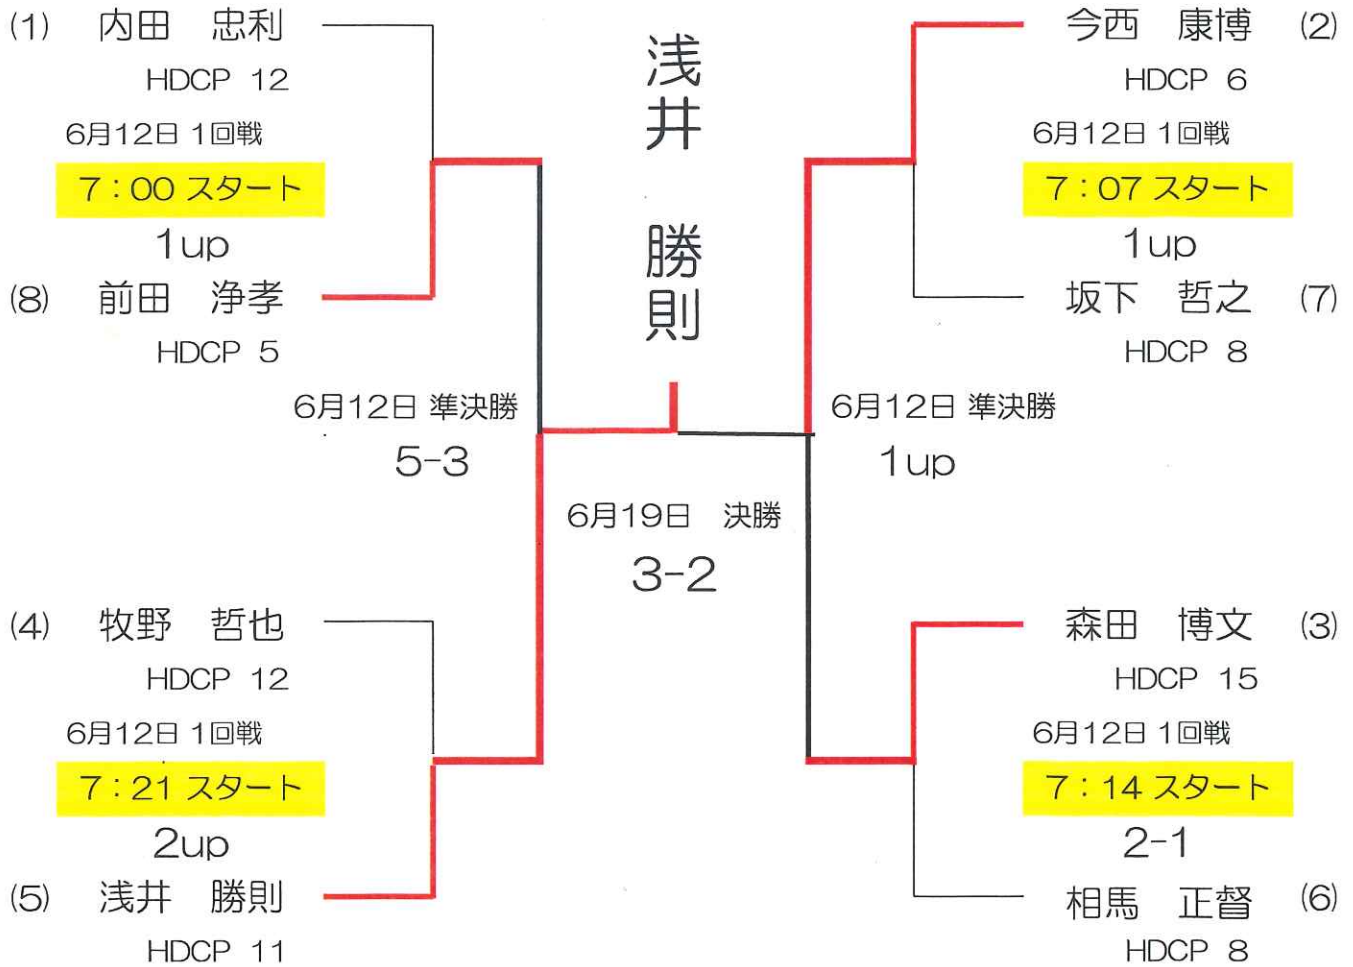 (1) 内田 忠利
HDCP 12
6月12日 1回戦
7:00 スタート
1up
(8) 前田 浄孝
HDCP 5
6月12日 準決勝
5-3
(4) 牧野 哲也
HDCP 12
6月12日 1回戦
7:21 スタート
2up
(5) 浅井 勝則
HDCP 11
浅井 勝則
6月19日 決勝
3-2
今西 康博 (2)
HDCP 6
6月12日 1回戦
7:07 スタート
1up
坂下 哲之 (7)
HDCP 8
6月12日 準決勝
1up
森田 博文 (3)
HDCP 15
6月12日 1回戦
7:14 スタート
2-1
相馬 正督 (6)
HDCP 8